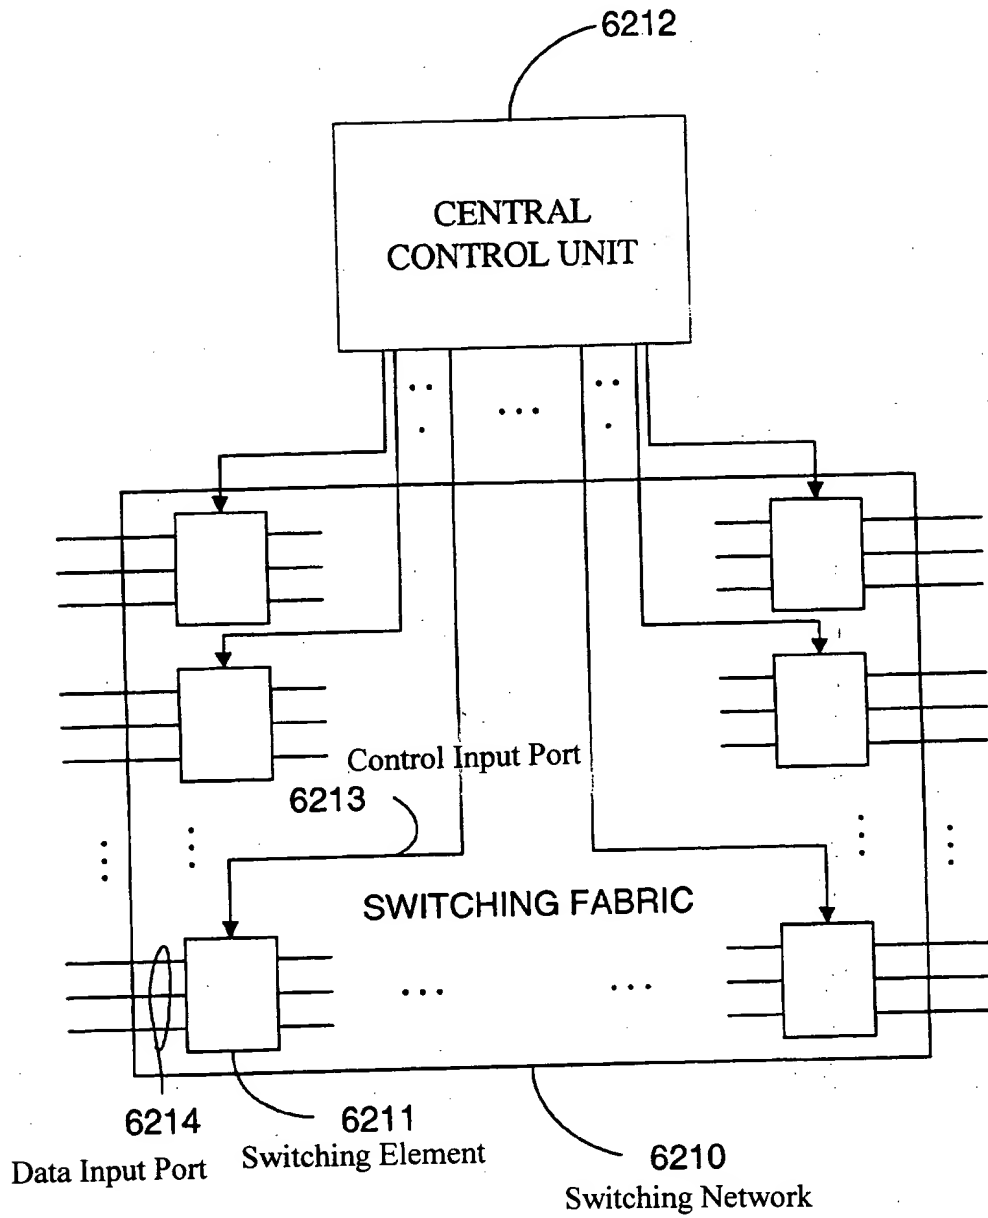 6212
CENTRAL
CONTROL UNIT
Control Input Port
6213
SWITCHING FABRIC
6214
Data Input Port
6211
Switching Element
6210
Switching Network